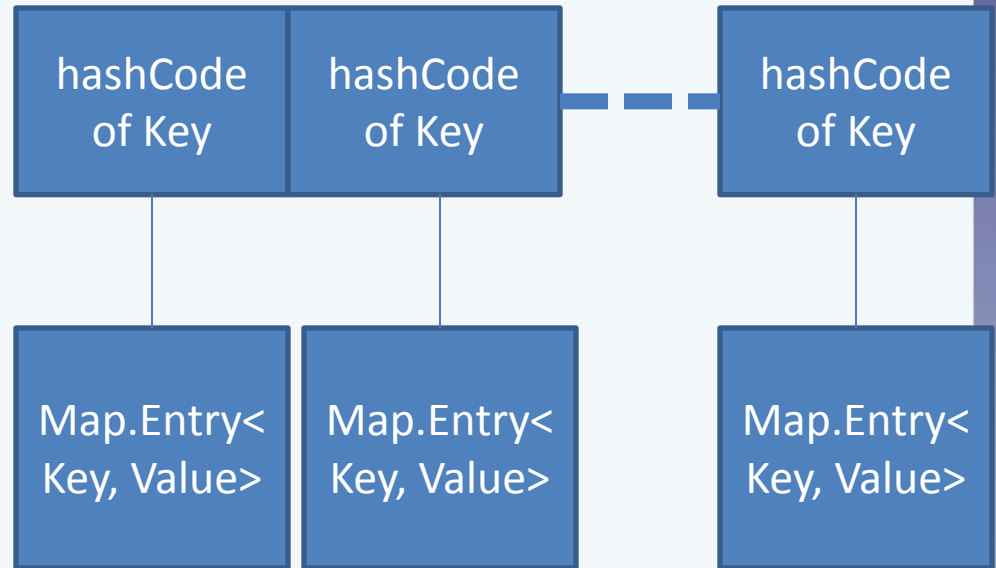 hashCode
of Key
hashCode
of Key
hashCode
of Key
Map.Entry<
Key, Value>
Map.Entry<
Key, Value>
Map.Entry<
Key, Value>